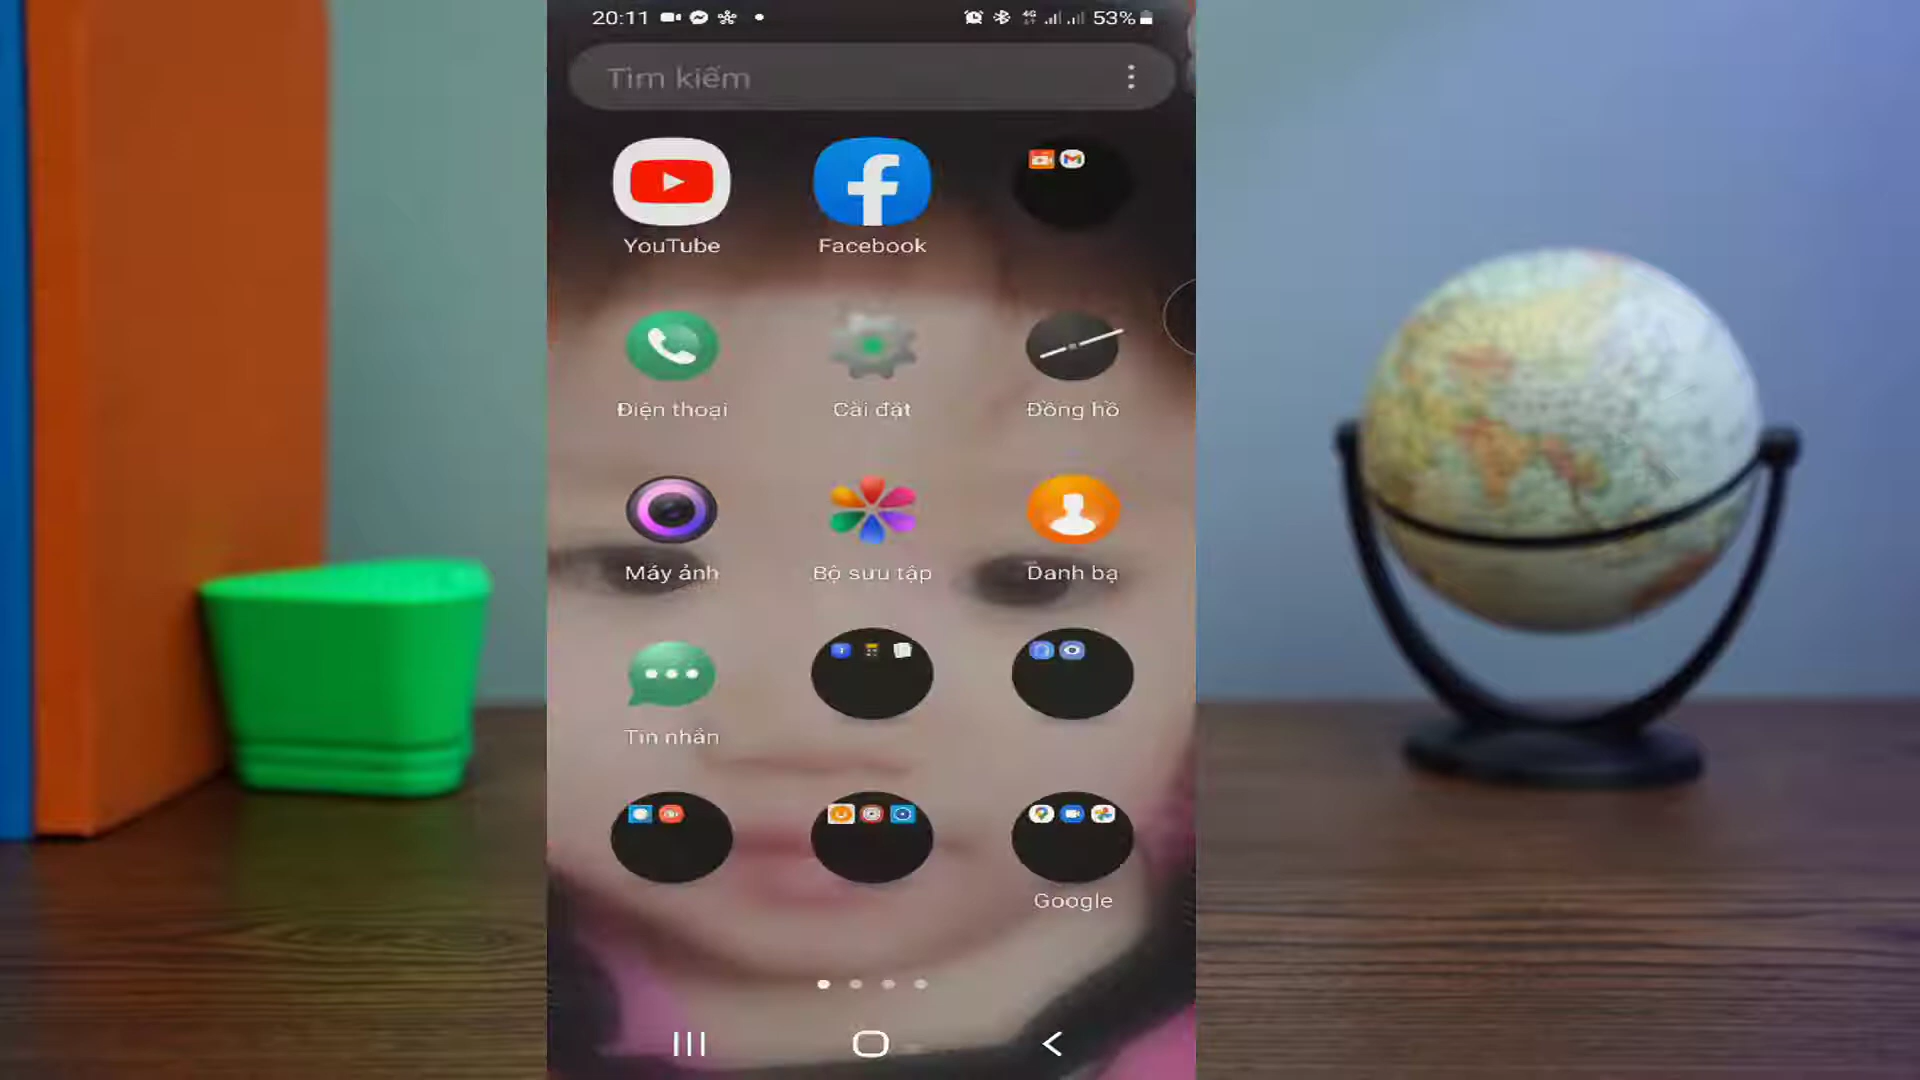 20:11
4G
53%
Tìm kiếm
YouTube
Facebook
Điện thoại
Cài đặt
Đồng hồ
Máy ảnh
Bộ sưu tập
Danh bạ
Tin nhắn
Google